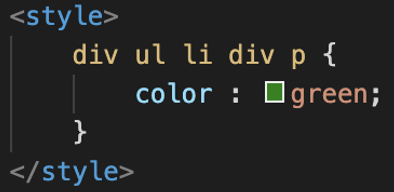 <style>
div ul li div p {
color : green;
}
</style>